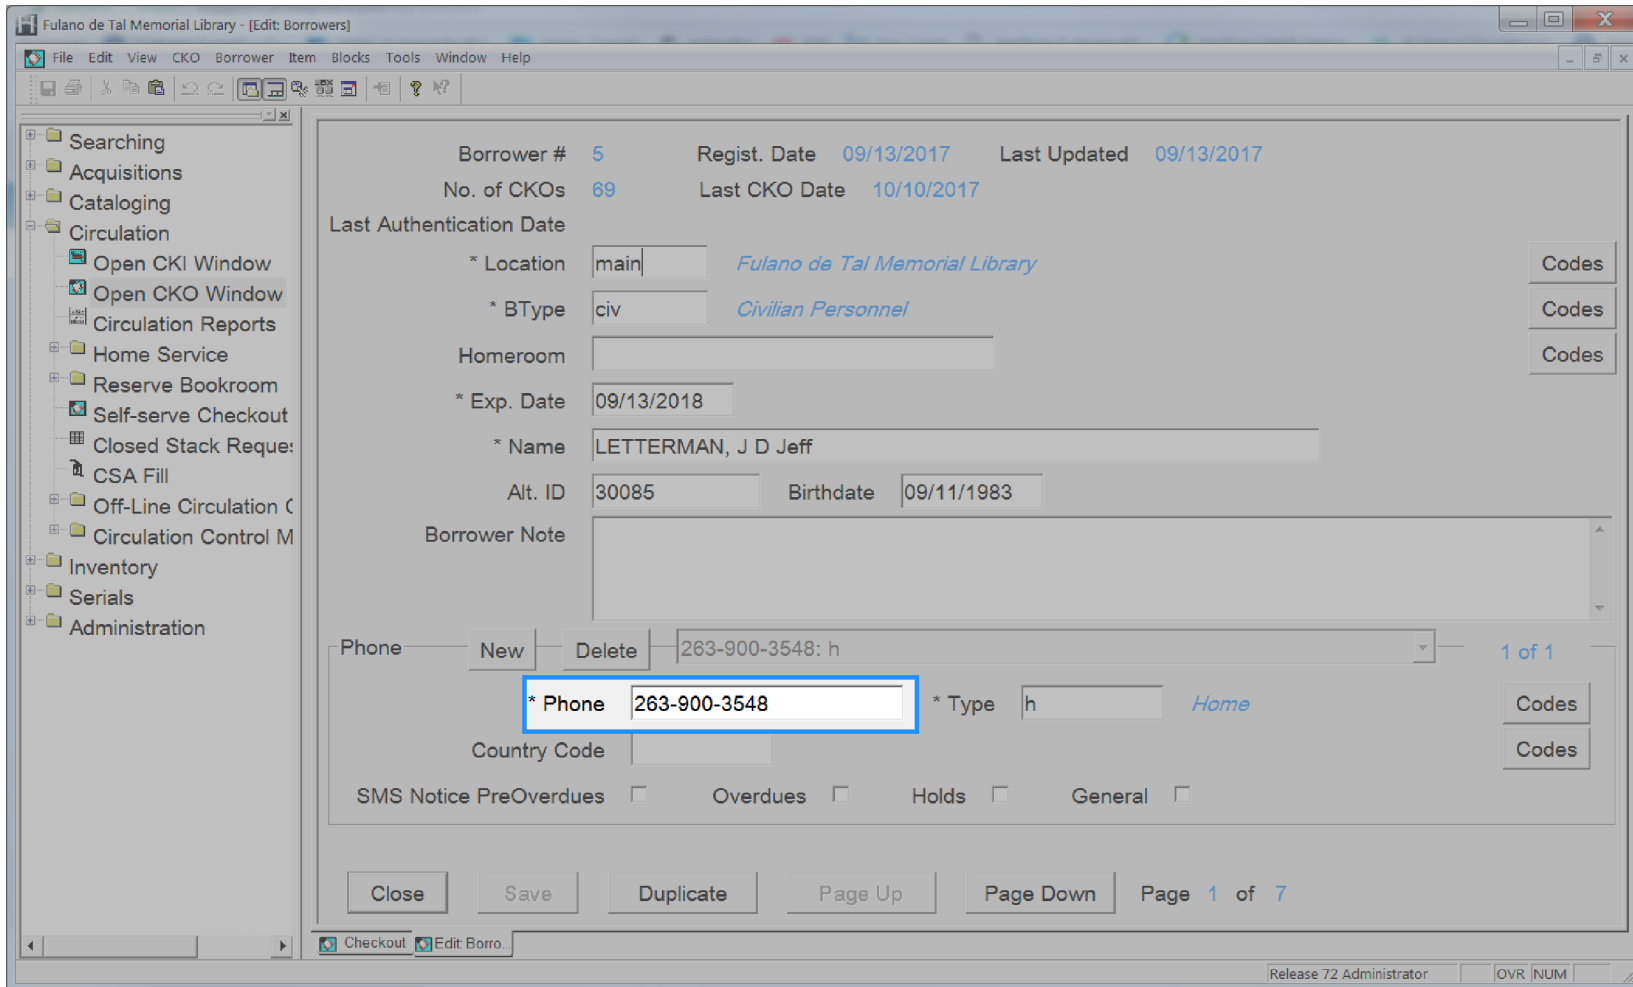 Fulano de Tal Memorial Library - [Edit: Borrowers]
File Edit View CKO Borrower Item Blocks Tools Window Help
Searching
Acquisitions
Cataloging
Circulation
Open CKI Window
Open CKO Window
Circulation Reports
Home Service
Reserve Bookroom
Self-serve Checkout
Closed Stack Reques
CSA Fill
Off-Line Circulation C
Circulation Control M
Inventory
Serials
Administration
Borrower # 5 Regist. Date 09/13/2017 Last Updated 09/13/2017
No. of CKOs 69 Last CKO Date 10/10/2017
Last Authentication Date
* Location main Fulano de Tal Memorial Library Codes
* BType civ Civilian Personnel Codes
Homeroom Codes
* Exp. Date 09/13/2018
* Name LETTERMAN, J D Jeff
Alt. ID 30085 Birthdate 09/11/1983
Borrower Note
Phone New Delete 263-900-3548: h 1 of 1
* Phone 263-900-3548 * Type h Home Codes
Country Code Codes
SMS Notice PreOverdues Overdues Holds General
Close Save Duplicate Page Up Page Down Page 1 of 7
Checkout Edit: Borro...
Release 72 Administrator OVR NUM